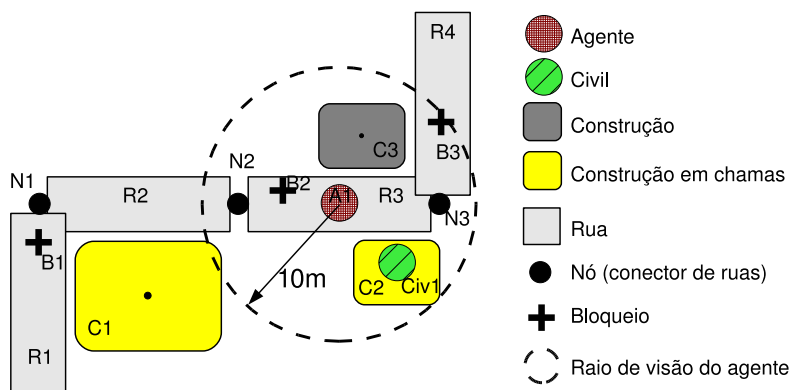 R4
C3
B3
N1
N2
R2
B2
A1
R3
N3
B1
10m
C2
Civ1
C1
R1
Agente
Civil
Construção
Construção em chamas
Rua
Nó (conector de ruas)
Bloqueio
Raio de visão do agente